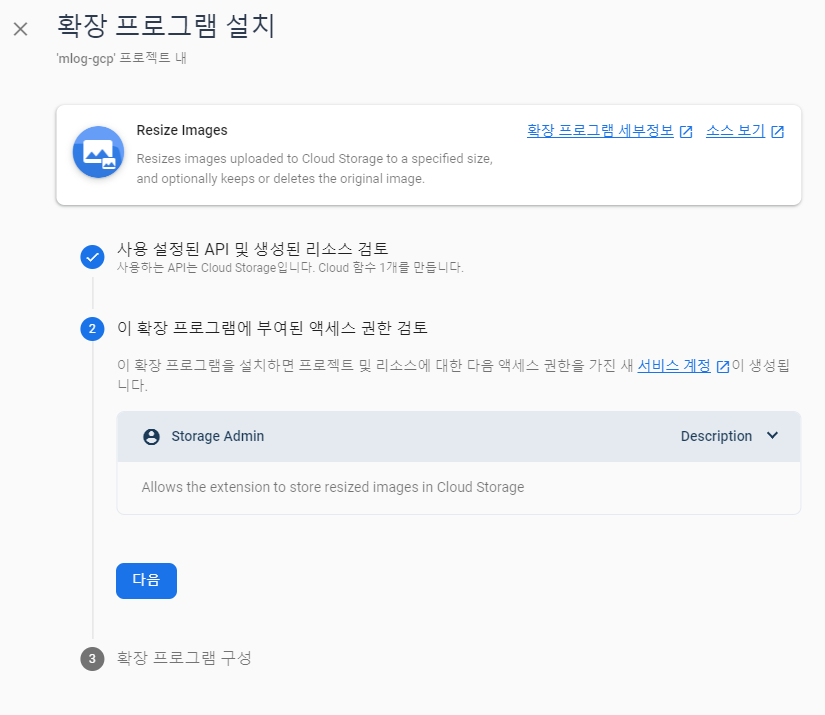 확장 프로그램 설치
'mlog-gcp' 프로젝트 내
Resize Images
확장 프로그램 세부정보
소스 보기
Resizes images uploaded to Cloud Storage to a specified size,
and optionally keeps or deletes the original image.
사용 설정된 API 및 생성된 리소스 검토
사용하는 API는 Cloud Storage입니다. Cloud 함수 1개를 만듭니다.
2
이 확장 프로그램에 부여된 액세스 권한 검토
이 확장 프로그램을 설치하면 프로젝트 및 리소스에 대한 다음 액세스 권한을 가진 새 서비스 계정 이 생성됩
니다.
Storage Admin
Description
Allows the extension to store resized images in Cloud Storage
다음
3
확장 프로그램 구성